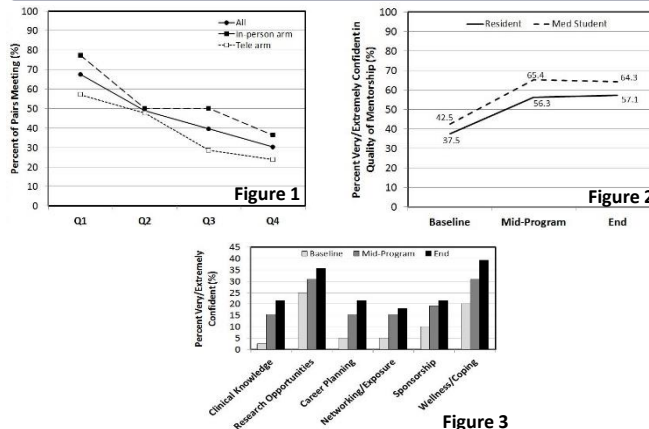 Percent of Pairs Meeting (%)
100
90
80
70
60
50
40
30
20
10
0
All
In-person arm
Tele arm
Q1 Q2 Q3 Q4
Figure 1
Percent Very/Extremely Confident in
Quality of Mentorship (%)
100
90
80
70
60
50
40
30
20
10
0
Resident Med Student
42.5
37.5
65.4
56.3
64.3
57.1
Baseline Mid-Program End
Figure 2
Percent Very/Extremely
Confident (%)
45
40
35
30
25
20
15
10
5
0
Baseline Mid-Program End
Clinical Knowledge
Research Opportunities
Career Planning
Networking/Exposure
Sponsorship
Wellness/Coping
Figure 3